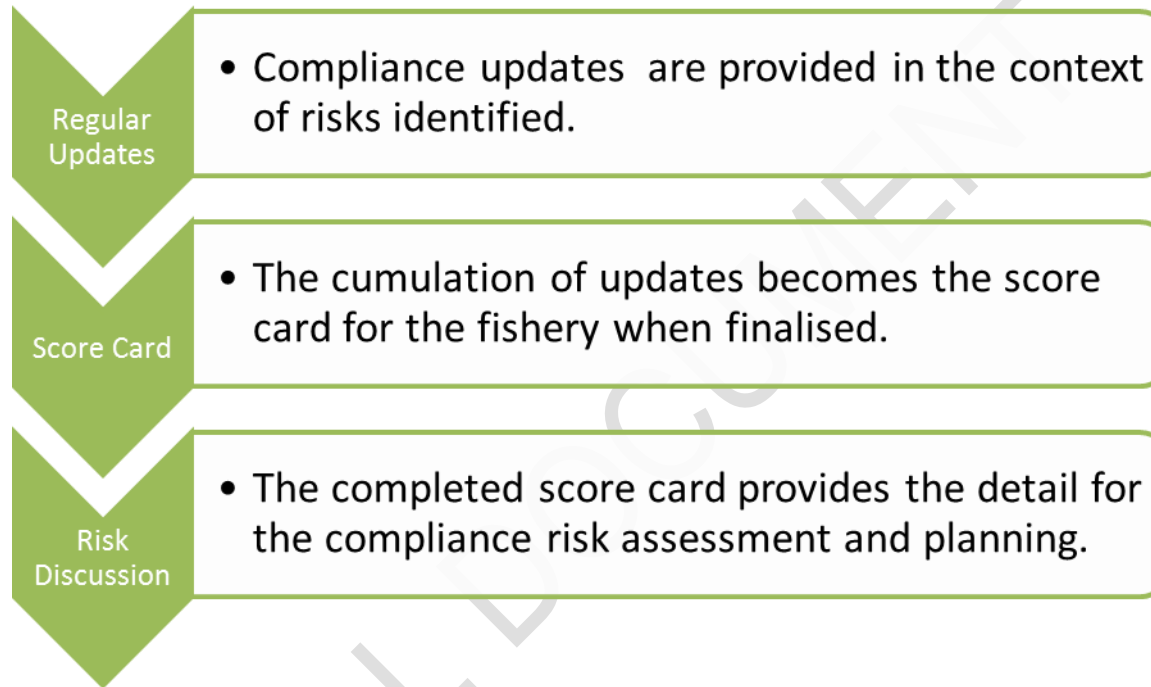 Regular
Updates
• Compliance updates are provided in the context
of risks identified.
Score Card
• The cumulation of updates becomes the score
card for the fishery when finalised.
Risk
Discussion
• The completed score card provides the detail for
the compliance risk assessment and planning.
DOCUMENT